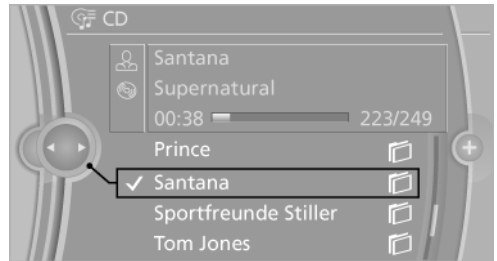 CD
Santana
Supernatural
00:38 223/249
Prince
Santana
Sportfreunde Stiller
Tom Jones